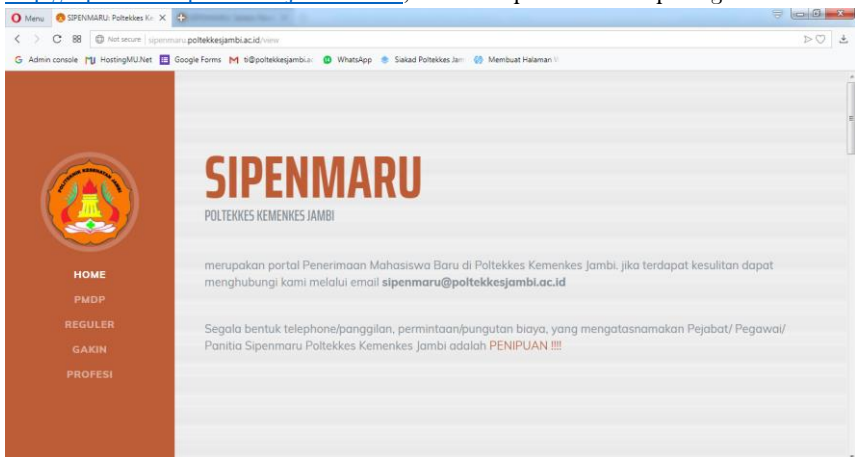 Menu
SIPENMARU: Poltekkes Ke
Not secure sipenmaru.poltekkesjambi.ac.id/view
Admin console HostingMU.Net Google Forms ti@poltekkesjambi.ac WhatsApp Siakad Poltekkes Jam Membuat Halaman
SIPENMARU
POLTEKKES KEMENKES JAMBI
merupakan portal Penerimaan Mahasiswa Baru di Poltekkes Kemenkes Jambi. jika terdapat kesulitan dapat
menghubungi kami melalui email sipenmaru@poltekkesjambi.ac.id
Segala bentuk telephone/panggilan, permintaan/pungutan biaya, yang mengatasnamakan Pejabat/ Pegawai/
Panitia Sipenmaru Poltekkes Kemenkes Jambi adalah PENIPUAN !!!!
POLITEKNIK KESEHATAN JAMBI
HOME
PMDP
REGULER
GAKIN
PROFESI